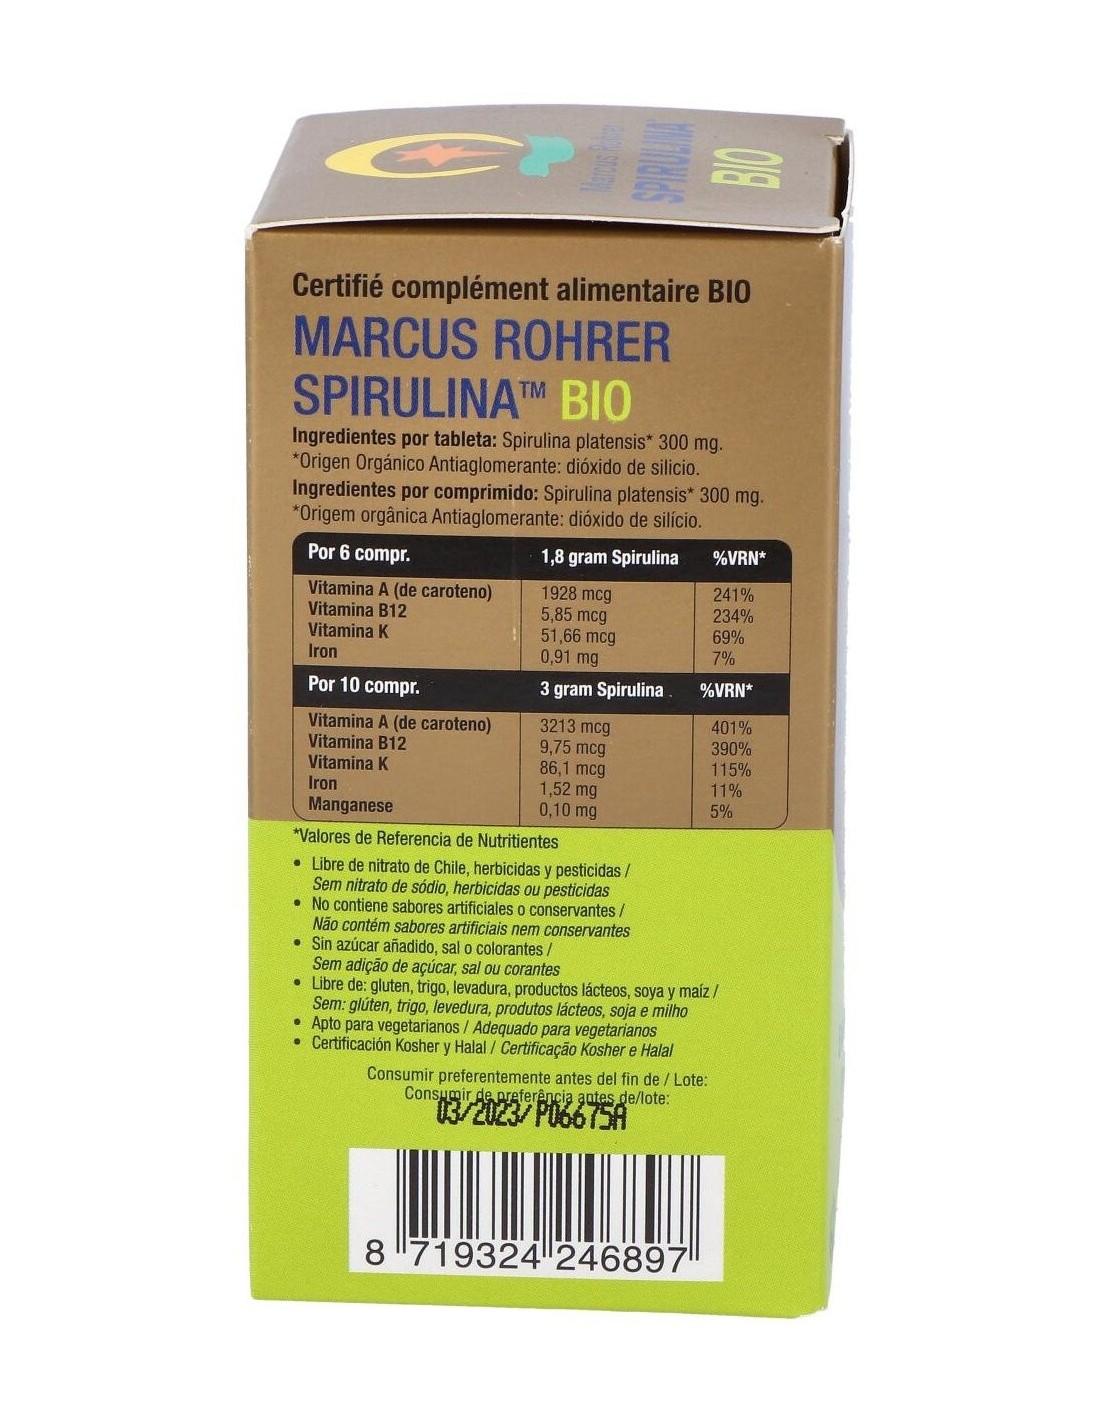 Marcus Rohrer
SPIRULINA®
BIO
Certifié complément alimentaire BIO
MARCUS ROHRER
SPIRULINA™ BIO
Ingredientes por tableta: Spirulina platensis* 300 mg.
*Origen Orgánico Antiaglomerante: dióxido de silicio.
Ingredientes por comprimido: Spirulina platensis* 300 mg.
*Origem orgânica Antiaglomerante: dióxido de silício.
Por 6 compr. 1,8 gram Spirulina %VRN*
Vitamina A (de caroteno) 1928 mcg 241%
Vitamina B12 5,85 mcg 234%
Vitamina K 51,66 mcg 69%
Iron 0,91 mg 7%
Por 10 compr. 3 gram Spirulina %VRN*
Vitamina A (de caroteno) 3213 mcg 401%
Vitamina B12 9,75 mcg 390%
Vitamina K 86,1 mcg 115%
Iron 1,52 mg 11%
Manganese 0,10 mg 5%
*Valores de Referencia de Nutritientes
• Libre de nitrato de Chile, herbicidas y pesticidas /
Sem nitrato de sódio, herbicidas ou pesticidas
• No contiene sabores artificiales o conservantes /
Não contém sabores artificiais nem conservantes
• Sin azúcar añadido, sal o colorantes /
Sem adição de açúcar, sal ou corantes
• Libre de: gluten, trigo, levadura, productos lácteos, soya y maíz /
Sem: glúten, trigo, levedura, produtos lácteos, soja e milho
• Apto para vegetarianos / Adequado para vegetarianos
• Certificación Kosher y Halal / Certificação Kosher e Halal
Consumir preferentemente antes del fin de / Lote:
Consumir de preferência antes de/lote:
03/2023/ P06675A
8 719324 246897